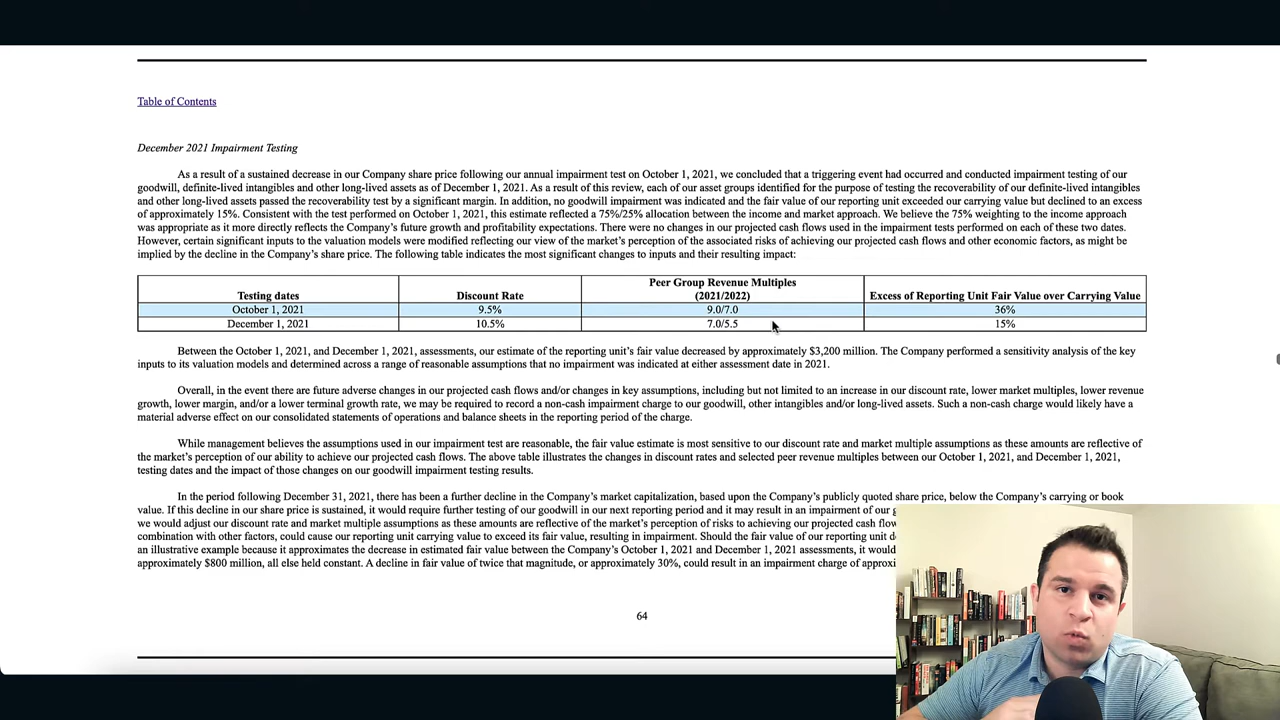 Table of Contents
December 2021 Impairment Testing
As a result of a sustained decrease in our Company share price following our annual impairment test on October 1, 2021, we concluded that a triggering event had occurred and conducted impairment testing of our
goodwill, definite-lived intangibles and other long-lived assets as of December 1, 2021. As a result of this review, each of our asset groups identified for the purpose of testing the recoverability of our definite-lived intangibles
and other long-lived assets passed the recoverability test by a significant margin. In addition, no goodwill impairment was indicated and the fair value of our reporting unit exceeded our carrying value but declined to an excess
of approximately 15%. Consistent with the test performed on October 1, 2021, this estimate reflected a 75%/25% allocation between the income and market approach. We believe the 75% weighting to the income approach
was appropriate as it more directly reflects the Company's future growth and profitability expectations. There were no changes in our projected cash flows used in the impairment tests performed on each of these two dates.
However, certain significant inputs to the valuation models were modified reflecting our view of the market's perception of the associated risks of achieving our projected cash flows and other economic factors, as might be
implied by the decline in the Company's share price. The following table indicates the most significant changes to inputs and their resulting impact:
Peer Group Revenue Multiples
Testing dates Discount Rate (2021/2022) Excess of Reporting Unit Fair Value over Carrying Value
October 1, 2021 9.5% 9.0/7.0 36%
December 1, 2021 10.5% 7.0/5.5 15%
Between the October 1, 2021, and December 1, 2021, assessments, our estimate of the reporting unit's fair value decreased by approximately $3,200 million. The Company performed a sensitivity analysis of the key
inputs to its valuation models and determined across a range of reasonable assumptions that no impairment was indicated at either assessment date in 2021.
Overall, in the event there are future adverse changes in our projected cash flows and/or changes in key assumptions, including but not limited to an increase in our discount rate, lower market multiples, lower revenue
growth, lower margin, and/or a lower terminal growth rate, we may be required to record a non-cash impairment charge to our goodwill, other intangibles and/or long-lived assets. Such a non-cash charge would likely have a
material adverse effect on our consolidated statements of operations and balance sheets in the reporting period of the charge.
While management believes the assumptions used in our impairment test are reasonable, the fair value estimate is most sensitive to our discount rate and market multiple assumptions as these amounts are reflective of
the market's perception of our ability to achieve our projected cash flows. The above table illustrates the changes in discount rates and selected peer revenue multiples between our October 1, 2021, and December 1, 2021,
testing dates and the impact of those changes on our goodwill impairment testing results.
In the period following December 31, 2021, there has been a further decline in the Company's market capitalization, based upon the Company's publicly quoted share price, below the Company's carrying or book
value. If this decline in our share price is sustained, it would require further testing of our goodwill in our next reporting period and it may result in an impairment of our
we would adjust our discount rate and market multiple assumptions as these amounts are reflective of the market's perception of risks to achieving our projected cash
combination with other factors, could cause our reporting unit carrying value to exceed its fair value, resulting in impairment. Should the fair value of our reporting unit
an illustrative example because it approximates the decrease in estimated fair value between the Company's October 1, 2021 and December 1, 2021 assessments, it would
approximately $800 million, all else held constant. A decline in fair value of twice that magnitude, or approximately 30%, could result in an impairment charge of
64